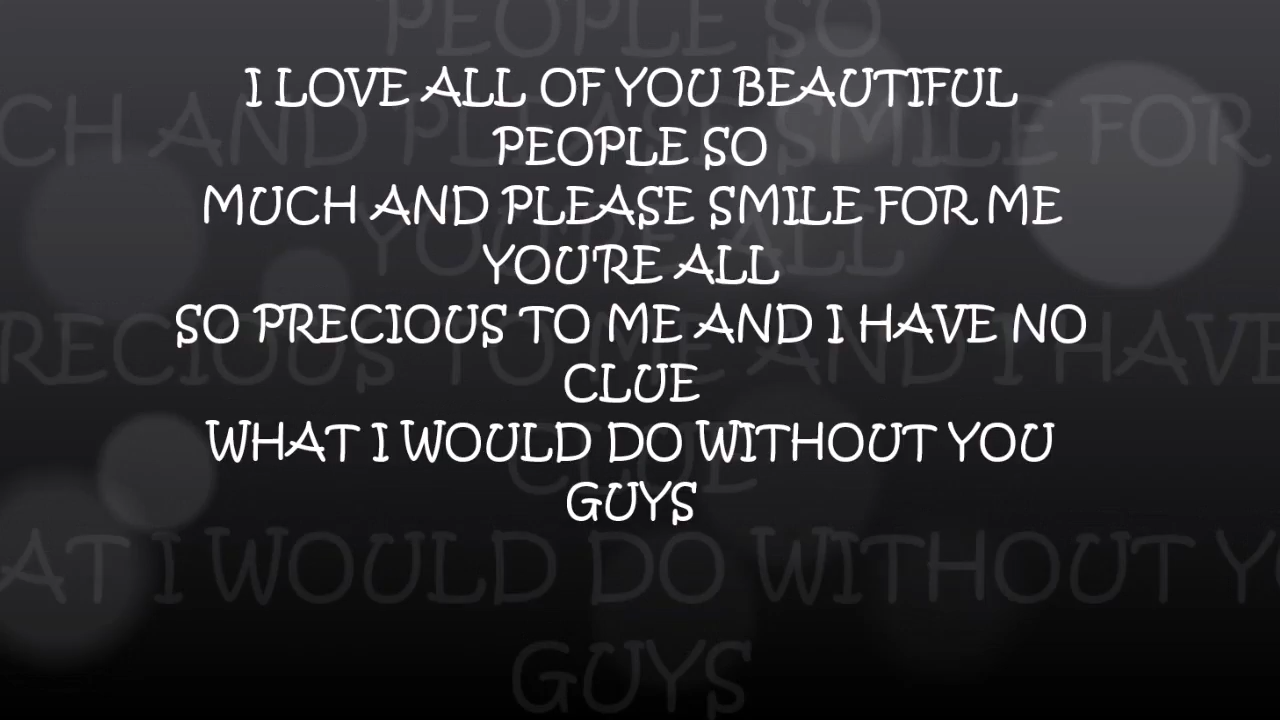 I LOVE ALL OF YOU BEAUTIFUL
PEOPLE SO
MUCH AND PLEASE SMILE FOR ME
YOU'RE ALL
SO PRECIOUS TO ME AND I HAVE NO
CLUE
WHAT I WOULD DO WITHOUT YOU
GUYS